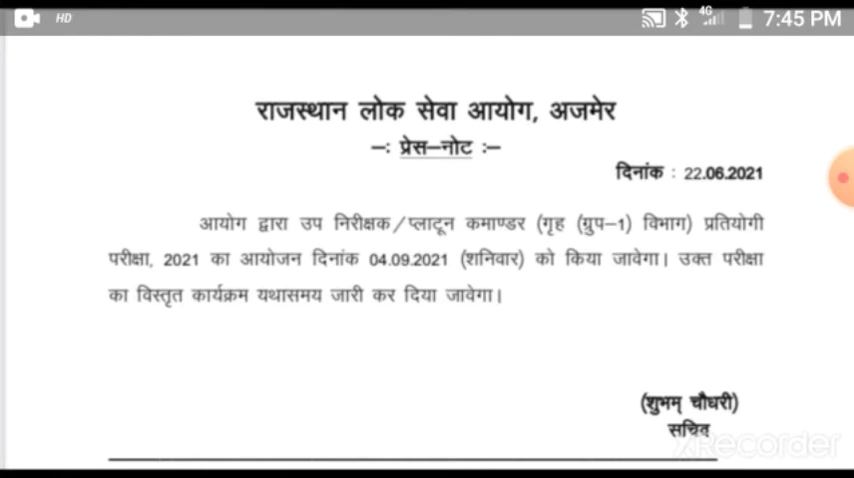 HD
4G
7:45 PM
राजस्थान लोक सेवा आयोग, अजमेर
–: प्रेस–नोट :–
दिनांक : 22.06.2021
आयोग द्वारा उप निरीक्षक/प्लाटून कमाण्डर (गृह (ग्रुप–1) विभाग) प्रतियोगी
परीक्षा, 2021 का आयोजन दिनांक 04.09.2021 (शनिवार) को किया जावेगा। उक्त परीक्षा
का विस्तृत कार्यक्रम यथासमय जारी कर दिया जावेगा।
(शुभम् चौधरी)
सचिव
XRecorder